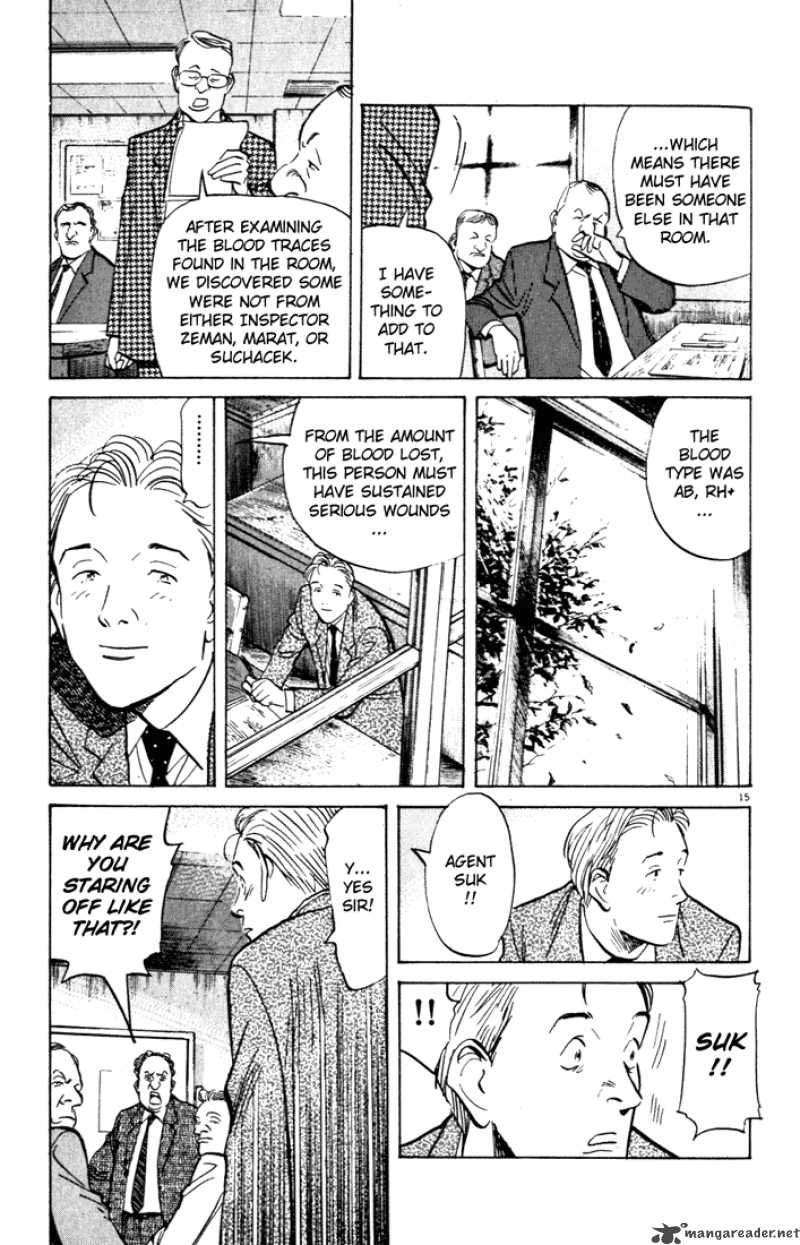 ...WHICH
MEANS THERE
MUST HAVE
BEEN SOMEONE
ELSE IN THAT
ROOM.
I HAVE
SOME-
THING TO
ADD TO
THAT.
AFTER EXAMINING
THE BLOOD TRACES
FOUND IN THE ROOM,
WE DISCOVERED SOME
WERE NOT FROM
EITHER INSPECTOR
ZEMAN, MARAT, OR
SUCHACEK.
THE
BLOOD
TYPE WAS
AB, RH+
...
FROM THE AMOUNT
OF BLOOD LOST,
THIS PERSON MUST
HAVE SUSTAINED
SERIOUS WOUNDS
...
.........
15
AGENT
SUK
!!
SUK
!!
!!
Y...
YES
SIR!
WHY ARE
YOU
STARING
OFF LIKE
THAT?!
mangareader.net